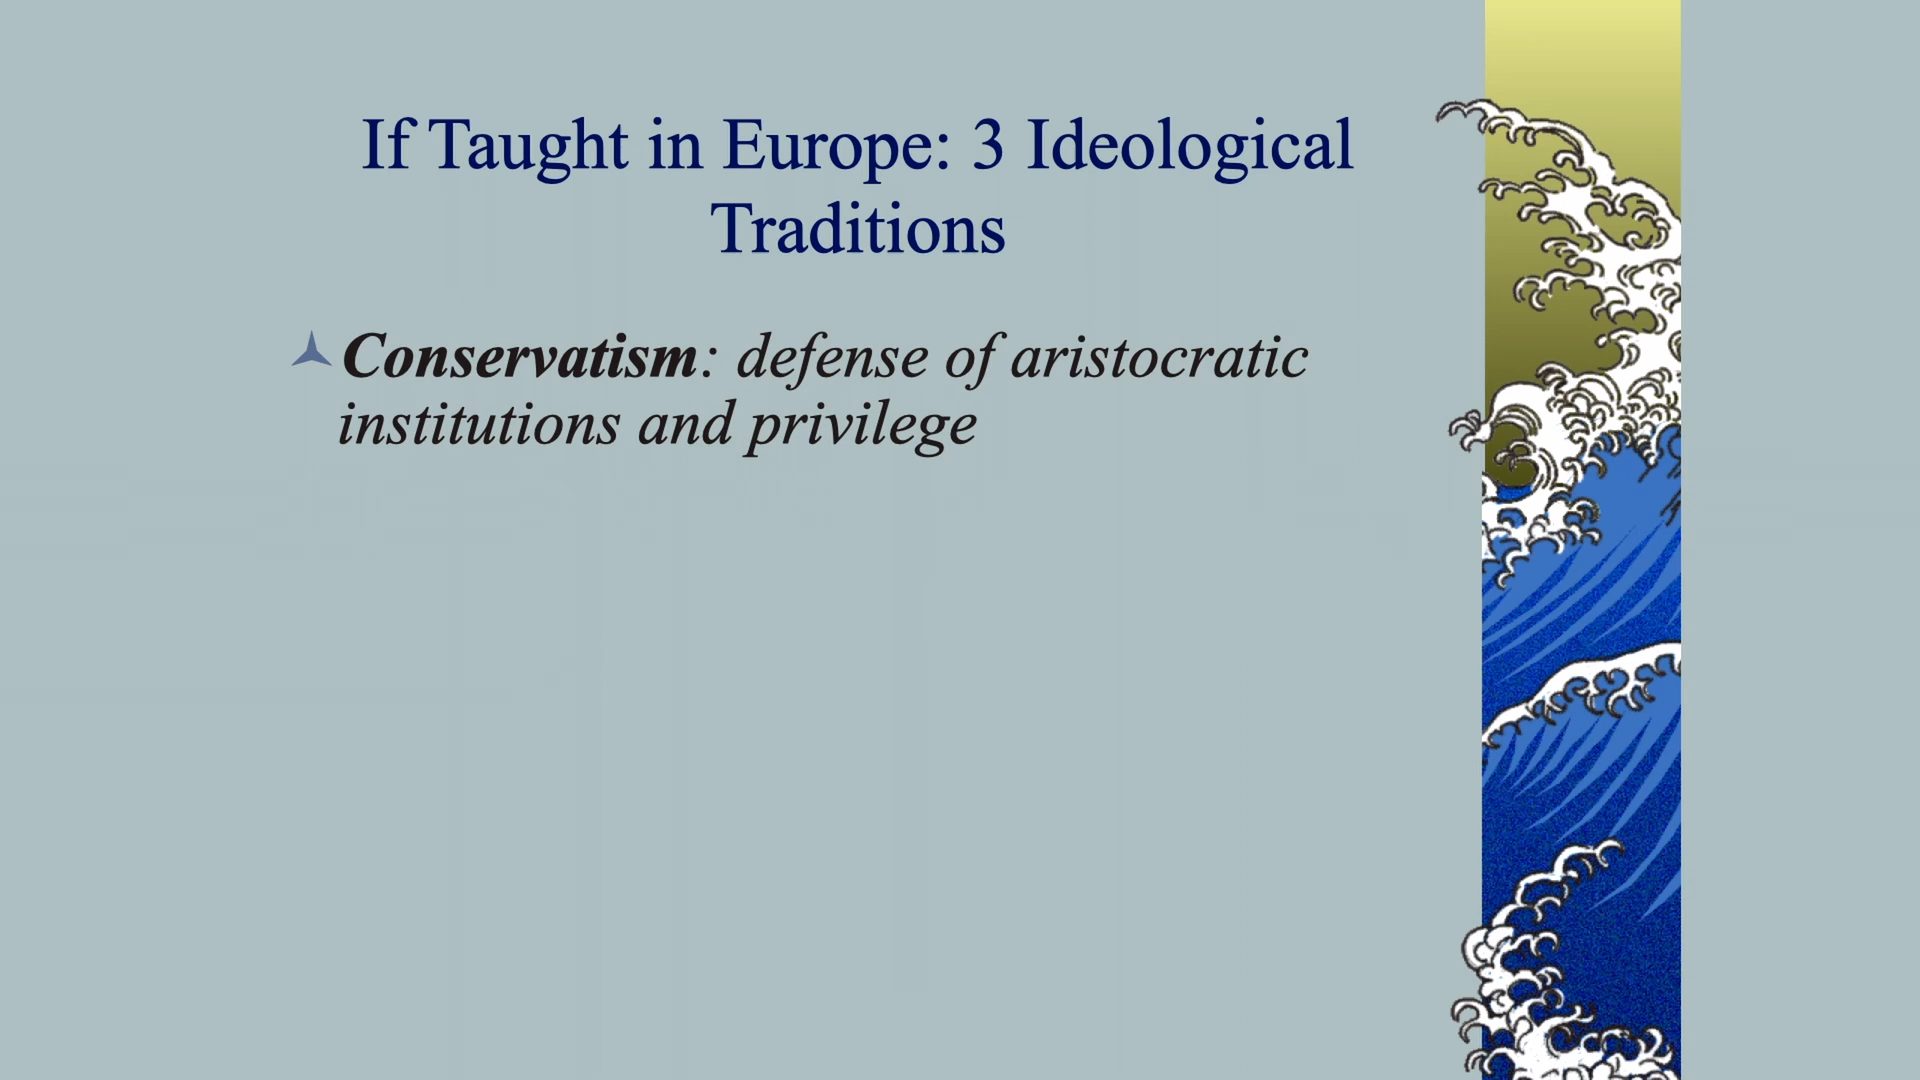 If Taught in Europe: 3 Ideological
Traditions
Conservatism: defense of aristocratic
institutions and privilege